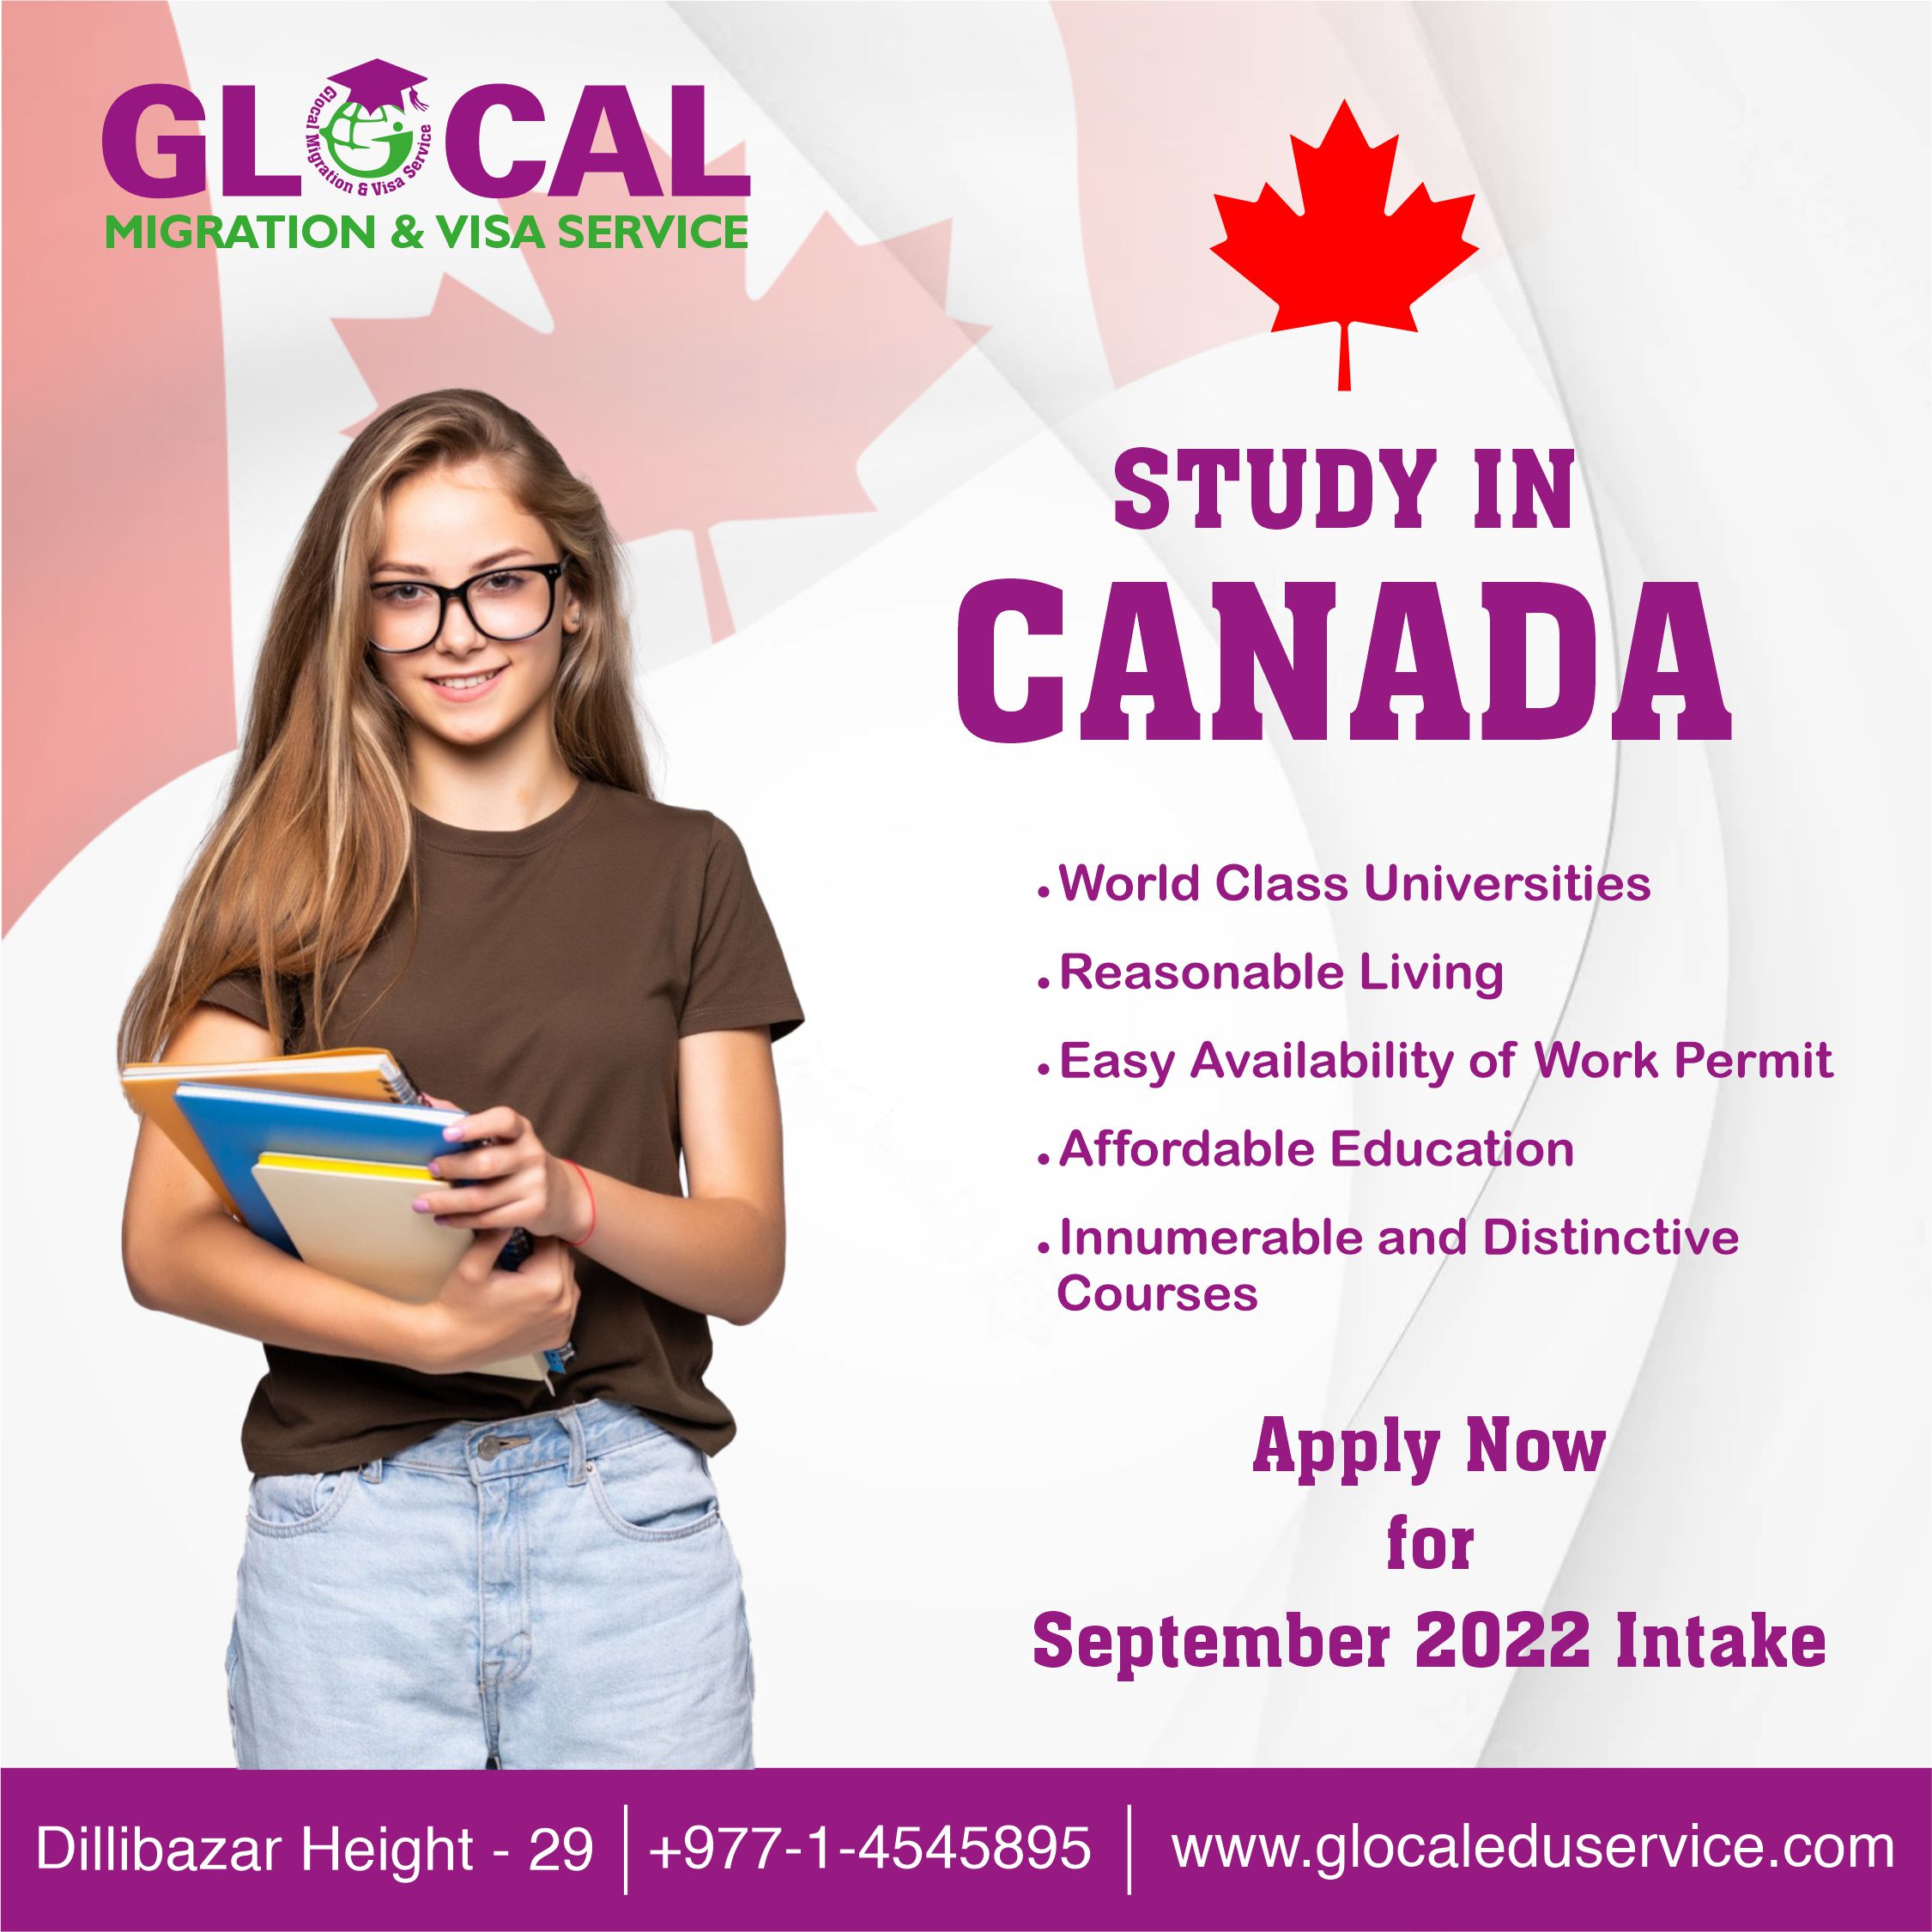 GLOCAL
Glocal Migration & Visa Service
MIGRATION & VISA SERVICE
STUDY IN
CANADA
.World Class Universities
.Reasonable Living
.Easy Availability of Work Permit
.Affordable Education
.Innumerable and Distinctive
Courses
Apply Now
for
September 2022 Intake
Dillibazar Height - 29 | +977-1-4545895 | www.glocaleduservice.com